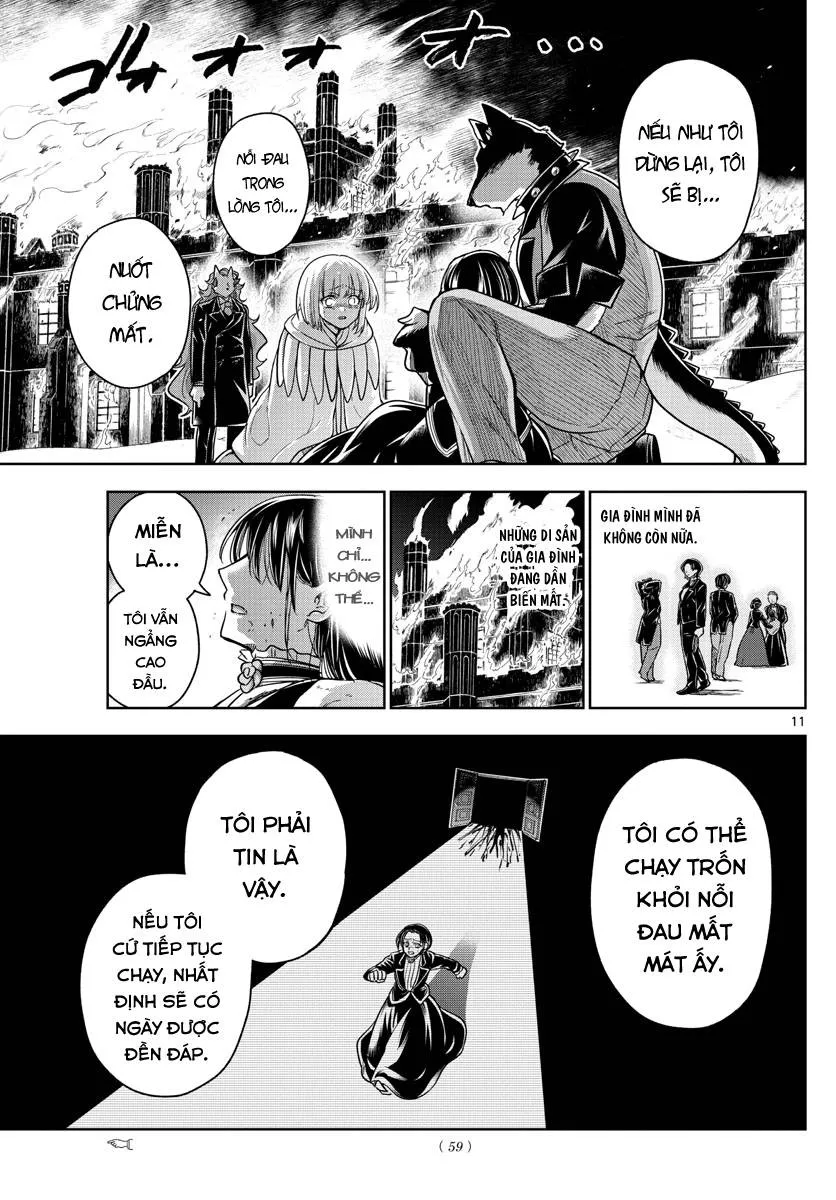 ゴォォォ...
NẾU NHƯ TÔI
DỪNG LẠI, TÔI
SẼ BỊ...
NỖI ĐAU
TRONG
LÒNG TÔI...
NUỐT
CHỬNG
MẤT.
GIA ĐÌNH MÌNH ĐÃ
KHÔNG CÒN NỮA.
NHỮNG DI SẢN
CỦA GIA ĐÌNH
ĐANG DẦN
BIẾN MẤT.
MÌNH
CHỈ...
KHÔNG
THỂ...
MIỄN
LÀ...
TÔI VẪN
NGẨNG CAO
ĐẦU.
11
TÔI CÓ THỂ
CHẠY TRỐN
KHỎI NỖI
ĐAU MẤT
MÁT ẤY.
TÔI PHẢI
TIN LÀ
VẬY.
NẾU TÔI
CỨ TIẾP TỤC
CHẠY, NHẤT
ĐỊNH SẼ CÓ
NGÀY ĐƯỢC
ĐỀN ĐÁP.
( 59 )